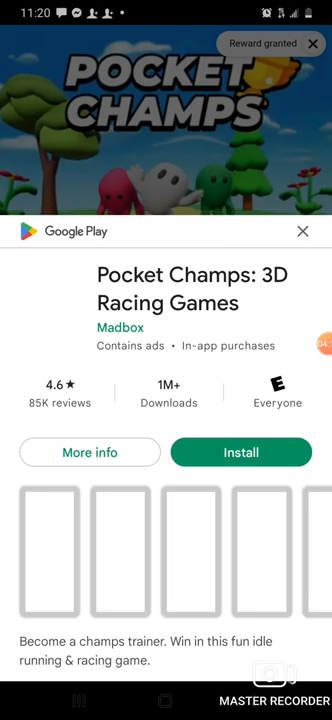 11:20
Reward granted
POCKET
CHAMPS
Google Play
Pocket Champs: 3D
Racing Games
Madbox
Contains ads • In-app purchases
4.6★ 1M+
85K reviews Downloads Everyone
More info Install
Become a champs trainer. Win in this fun idle
running & racing game.
MASTER RECORDER